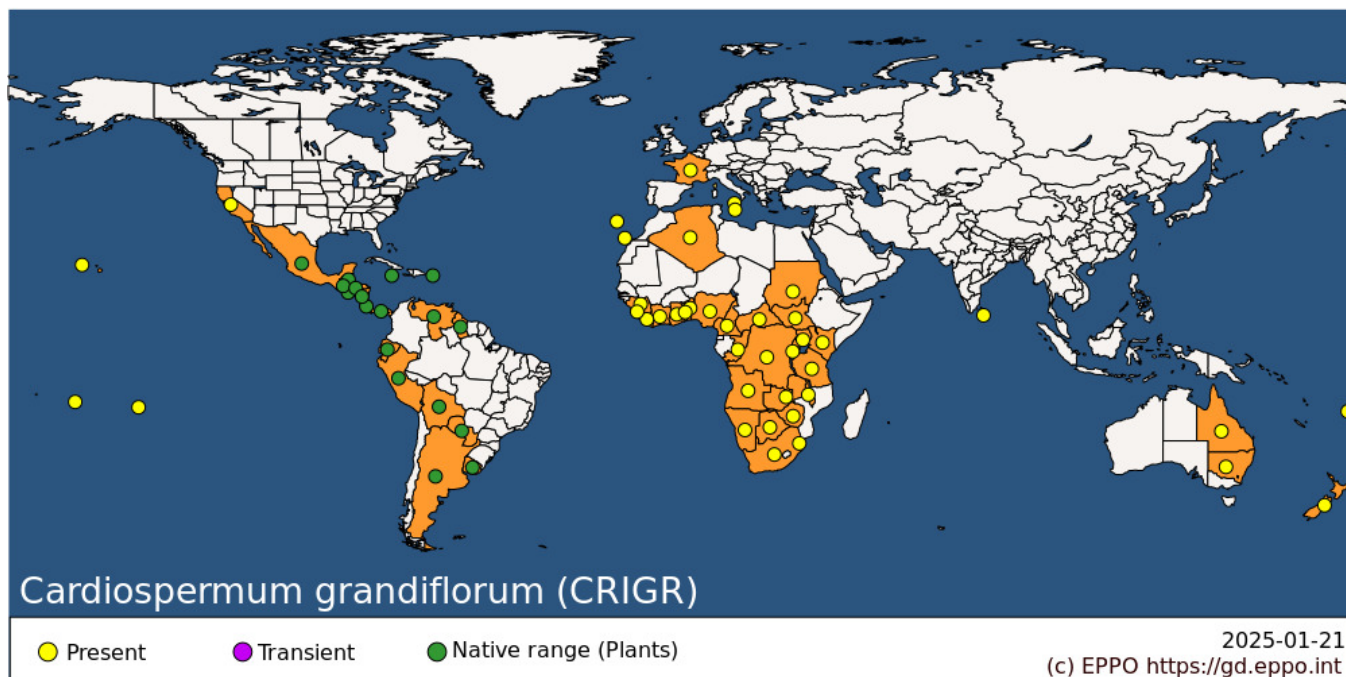 Cardiospermum grandiflorum (CRIGR)
Present
Transient
Native range (Plants)
2025-01-21
(c) EPPO https://gd.eppo.int